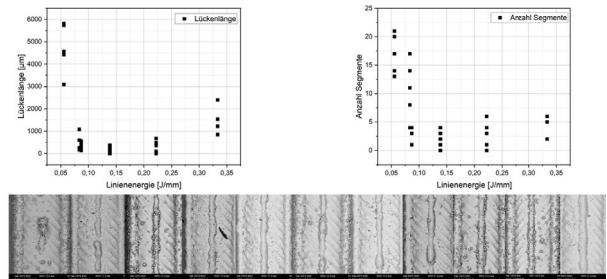 Lückenlänge
6000
5000
4000
3000
2000
1000
0
Lückenlänge [µm]
0,05 0,10 0,15 0,20 0,25 0,30 0,35
Linienenergie [J/mm]
Anzahl Segmente
25
20
15
10
5
0
Anzahl Segmente
0,05 0,10 0,15 0,20 0,25 0,30 0,35
Linienenergie [J/mm]